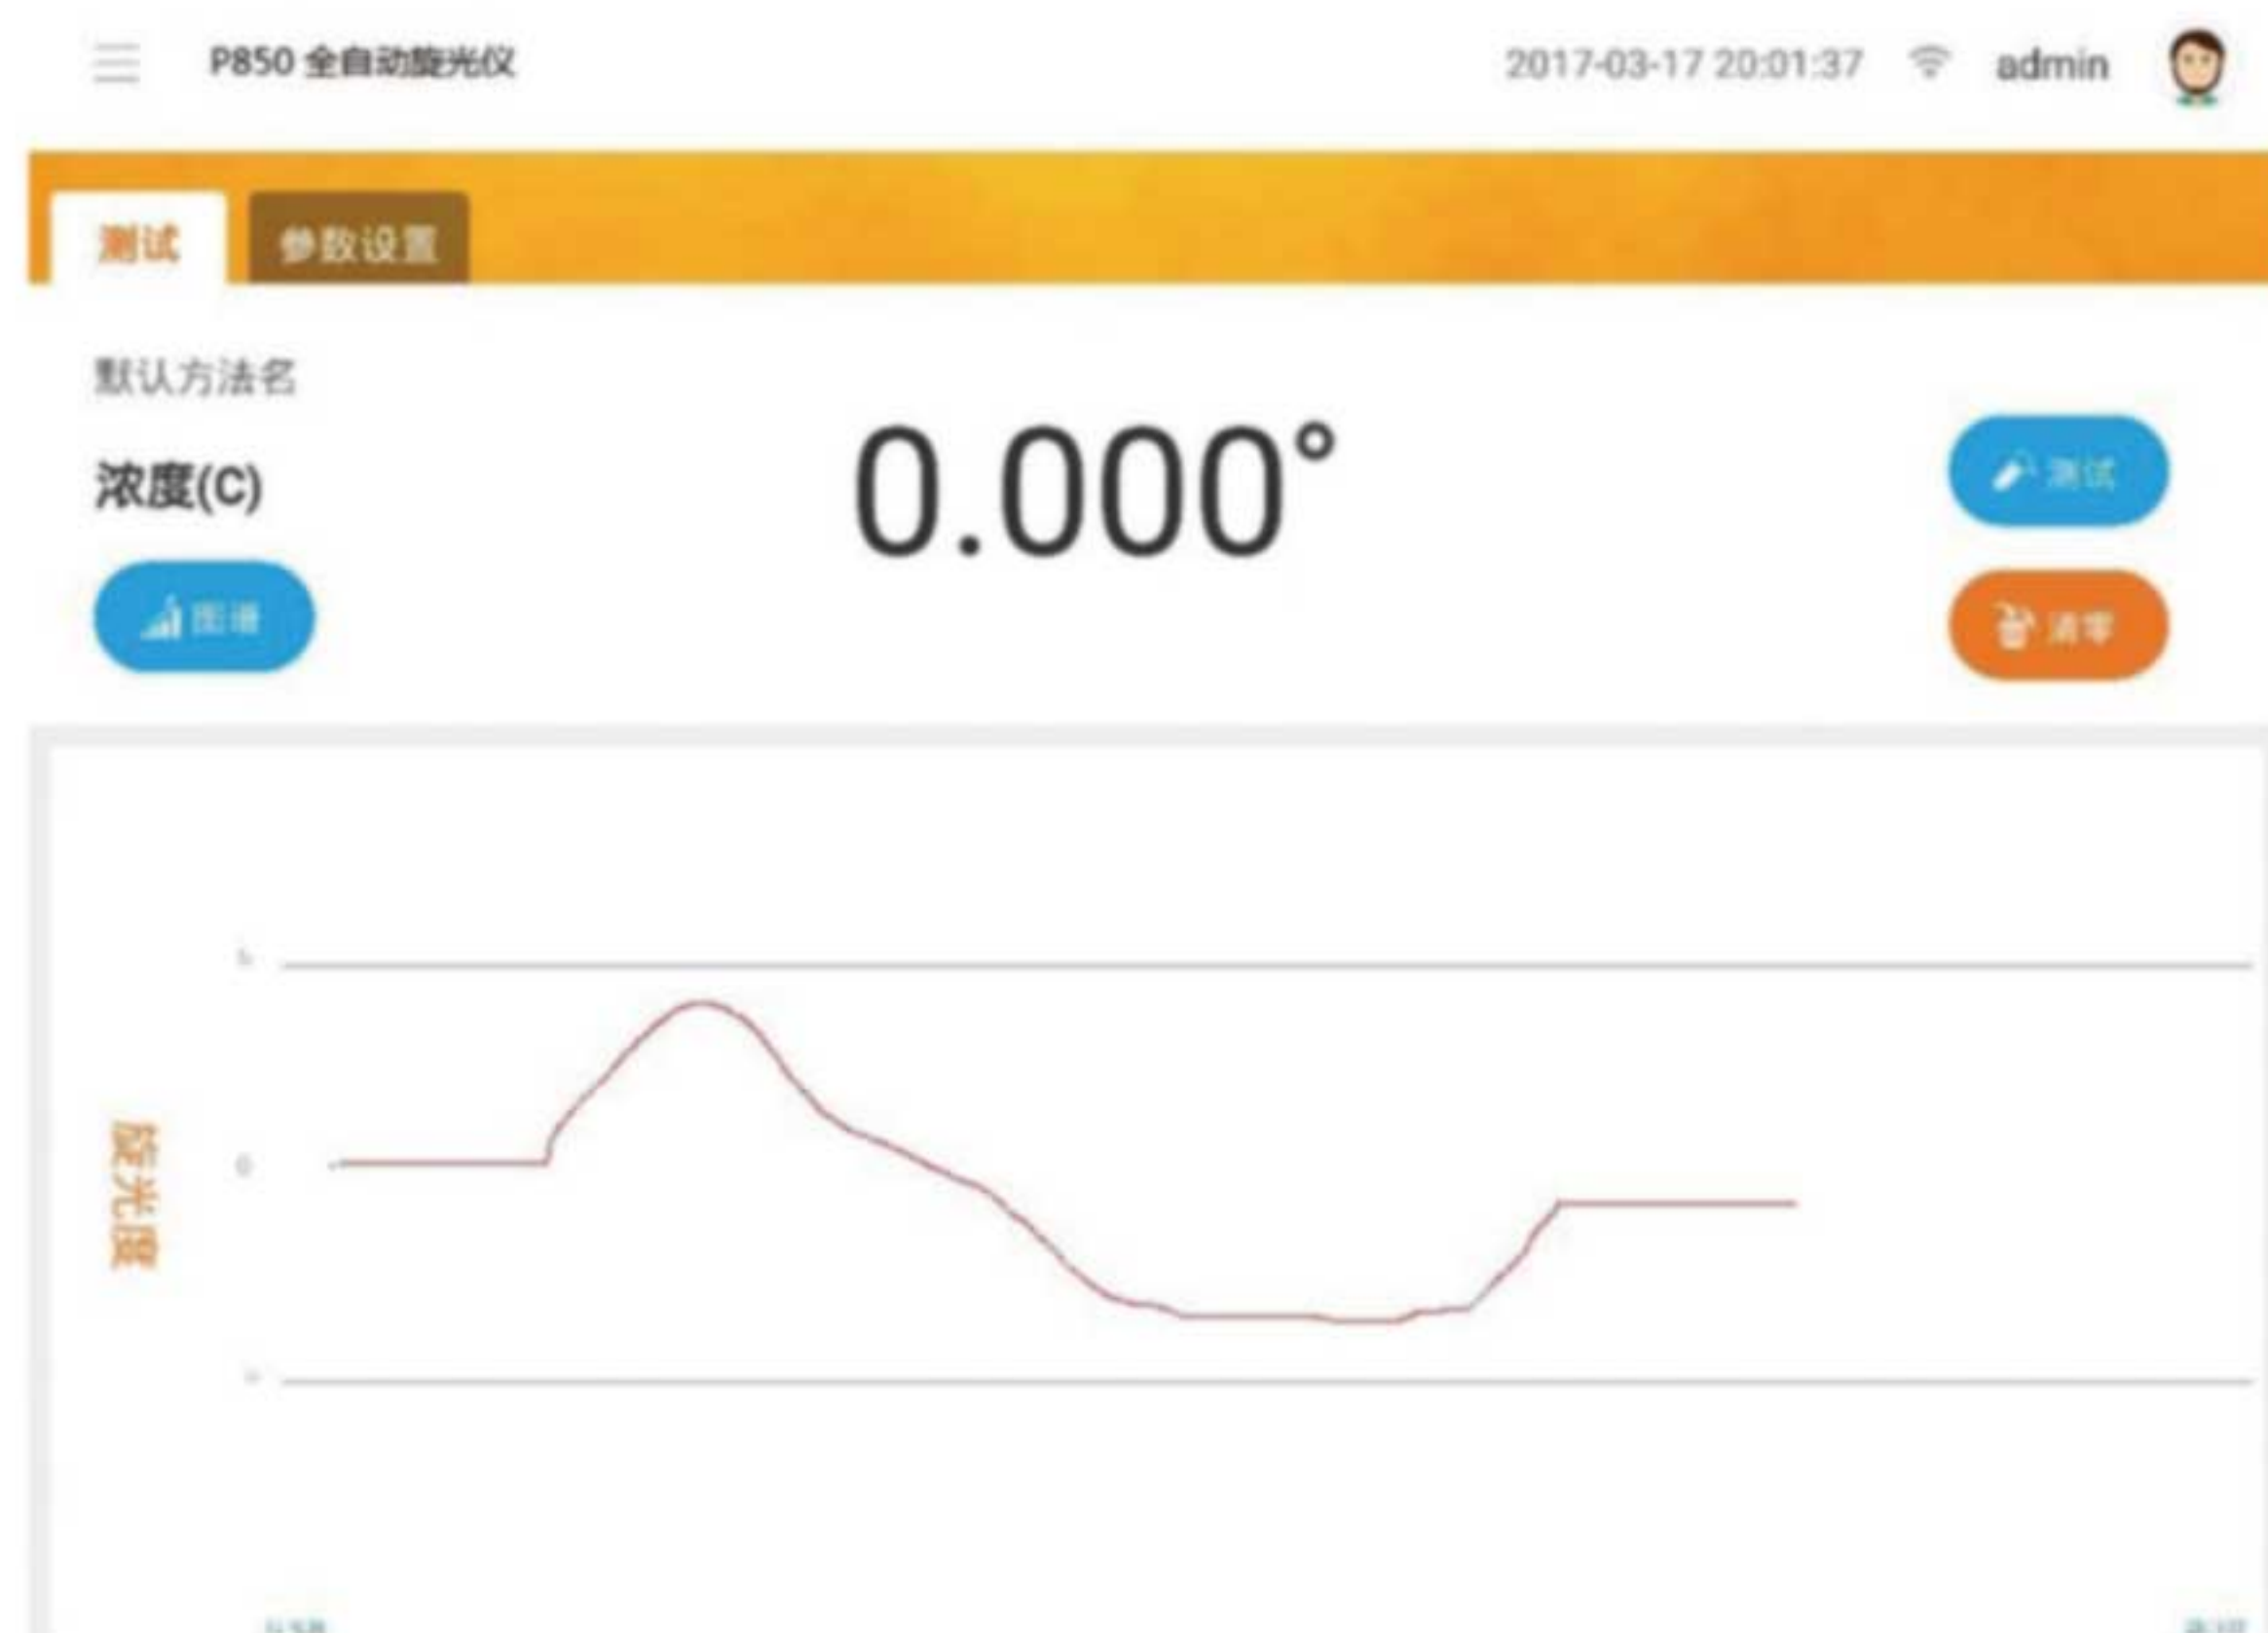 P850 全自动旋光仪
2017-03-17 20:01:37
admin
测试
参数设置
默认方法名
浓度(C)
0.000°
测试
图谱
清零
0
旋光度